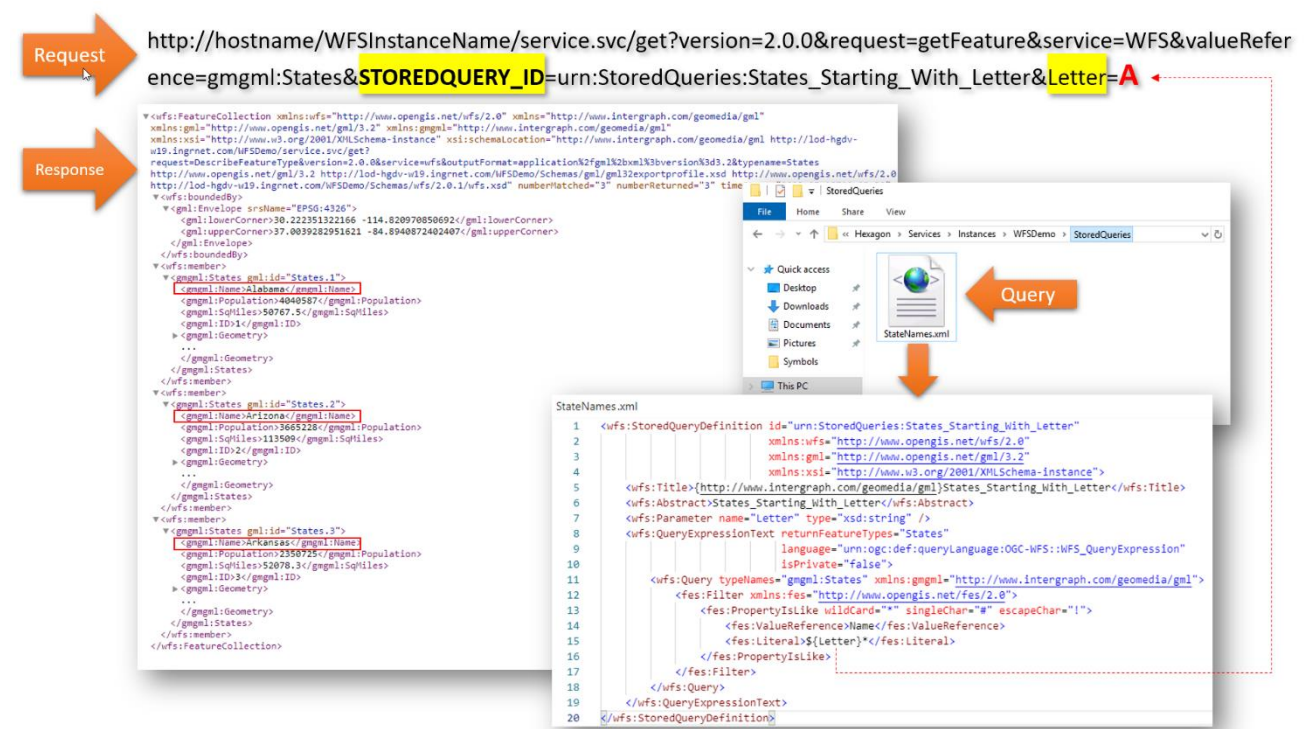 Request
http://hostname/WFSInstanceName/service.svc/get?version=2.0.0&request=getFeature&service=WFS&valueRefer
ence=gmgml:States&STOREDQUERY_ID=urn:StoredQueries:States_Starting_With_Letter&Letter=A
Response
<wfs:FeatureCollection xmlns:wfs="http://www.opengis.net/wfs/2.0" xmlns="http://www.intergraph.com/geomedia/gml"
xmlns:gml="http://www.opengis.net/gml/3.2" xmlns:gmgml="http://www.intergraph.com/geomedia/gml"
xmlns:xsi="http://www.w3.org/2001/XMLSchema-instance" xsi:schemaLocation="http://www.intergraph.com/geomedia/gml http://lod-hgdv-
w19.ingrnet.com/WFSDemo/service.svc/get?
request=DescribeFeatureType&version=2.0.0&service=wfs&outputFormat=application%2fgml%2bxml%3bversion%3d3.2&typename=States
http://www.opengis.net/gml/3.2 http://lod-hgdv-w19.ingrnet.com/WFSDemo/Schemas/gml/gml32exportprofile.xsd http://www.opengis.net/wfs/2.0
http://lod-hgdv-w19.ingrnet.com/WFSDemo/Schemas/wfs/2.0.1/wfs.xsd" numberMatched="3" numberReturned="3" time
<wfs:boundedBy>
<gml:Envelope srsName="EPSG:4326">
<gml:lowerCorner>30.222351322166 -114.820970850692</gml:lowerCorner>
<gml:upperCorner>37.0039282951621 -84.8940872402407</gml:upperCorner>
</gml:Envelope>
</wfs:boundedBy>
<wfs:member>
<gmgml:States gml:id="States.1">
<gmgml:Name>Alabama</gmgml:Name>
<gmgml:Population>4040587</gmgml:Population>
<gmgml:SqMiles>50767.5</gmgml:SqMiles>
<gmgml:ID>1</gmgml:ID>
<gmgml:Geometry>
...
</gmgml:Geometry>
</gmgml:States>
</wfs:member>
<wfs:member>
<gmgml:States gml:id="States.2">
<gmgml:Name>Arizona</gmgml:Name>
<gmgml:Population>3665228</gmgml:Population>
<gmgml:SqMiles>113509</gmgml:SqMiles>
<gmgml:ID>2</gmgml:ID>
<gmgml:Geometry>
...
</gmgml:Geometry>
</gmgml:States>
</wfs:member>
<wfs:member>
<gmgml:States gml:id="States.3">
<gmgml:Name>Arkansas</gmgml:Name>
<gmgml:Population>2350725</gmgml:Population>
<gmgml:SqMiles>52078.3</gmgml:SqMiles>
<gmgml:ID>3</gmgml:ID>
<gmgml:Geometry>
...
</gmgml:Geometry>
</gmgml:States>
</wfs:member>
</wfs:FeatureCollection>
StoredQueries
File Home Share View
« Hexagon > Services > Instances > WFSDemo > StoredQueries
Quick access
Desktop
Downloads
Documents
Pictures
Symbols
This PC
StateNames.xml
Query
StateNames.xml
1 <wfs:StoredQueryDefinition id="urn:StoredQueries:States_Starting_With_Letter"
2 xmlns:wfs="http://www.opengis.net/wfs/2.0"
3 xmlns:gml="http://www.opengis.net/gml/3.2"
4 xmlns:xsi="http://www.w3.org/2001/XMLSchema-instance">
5 <wfs:Title>{http://www.intergraph.com/geomedia/gml}States_Starting_With_Letter</wfs:Title>
6 <wfs:Abstract>States_Starting_With_Letter</wfs:Abstract>
7 <wfs:Parameter name="Letter" type="xsd:string" />
8 <wfs:QueryExpressionText returnFeatureTypes="States"
9 language="urn:ogc:def:queryLanguage:OGC-WFS::WFS_QueryExpression"
10 isPrivate="false">
11 <wfs:Query typeNames="gmgml:States" xmlns:gmgml="http://www.intergraph.com/geomedia/gml">
12 <fes:Filter xmlns:fes="http://www.opengis.net/fes/2.0">
13 <fes:PropertyIsLike wildCard="*" singleChar="#" escapeChar="!">
14 <fes:ValueReference>Name</fes:ValueReference>
15 <fes:Literal>${Letter}*</fes:Literal>
16 </fes:PropertyIsLike>
17 </fes:Filter>
18 </wfs:Query>
19 </wfs:QueryExpressionText>
20 </wfs:StoredQueryDefinition>